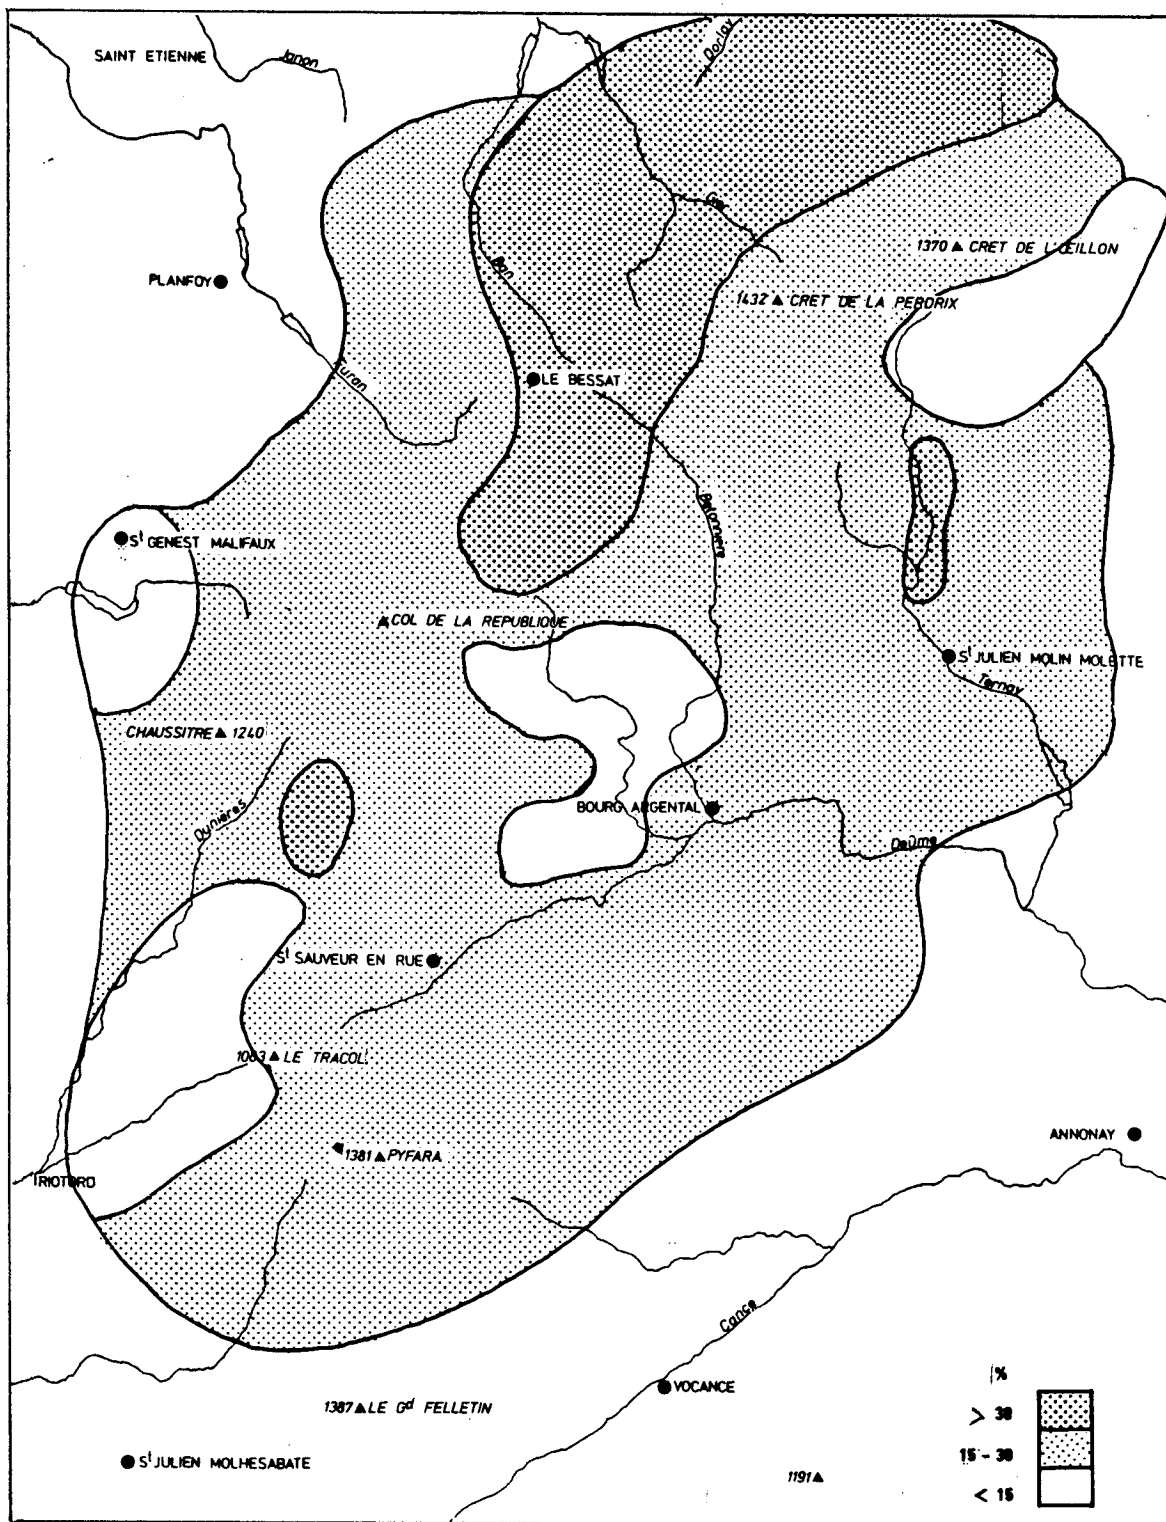 SAINT ETIENNE
Janon
Dorlay
Gier
1370 ▲ CRET DE L'ŒILLON
Ban
PLANFOY
1432 ▲ CRET DE LA PERDRIX
Furan
LE BESSAT
St GENEST MALIFAUX
COL DE LA REPUBLIQUE
St JULIEN MOLIN MOLETTE
Ternay
CHAUSSITRE ▲ 1240
Dunieres
BOURG ARGENTAL
DeÛme
St SAUVEUR EN RUE
1083 ▲ LE TRACOL
ANNONAY
1381 ▲ PYFARA
RIOTORD
Cance
VOCANCE
%
1387 ▲ LE Gd FELLETIN
> 30
15 - 30
St JULIEN MOLHESABATE
1191 ▲
< 15